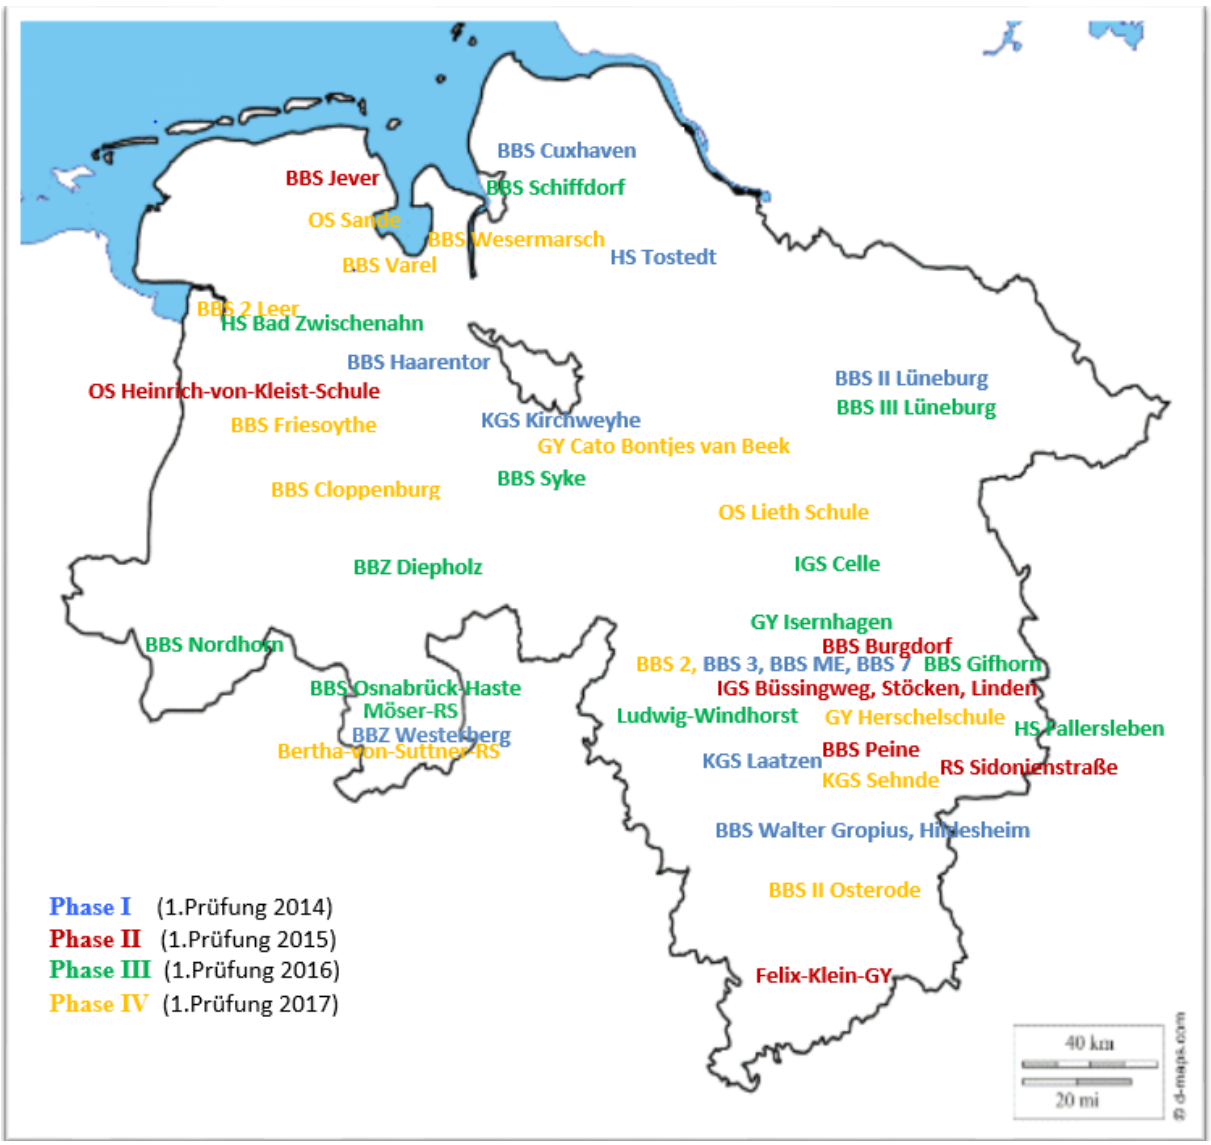 BBS Cuxhaven
BBS Jever
BBS Schiffdorf
OS Sande
BBS Wesermarsch
HS Tostedt
BBS Varel
BBS 2 Leer
HS Bad Zwischenahn
BBS Haarentor
BBS II Lüneburg
OS Heinrich-von-Kleist-Schule
BBS III Lüneburg
KGS Kirchweyhe
BBS Friesoythe
GY Cato Bontjes van Beek
BBS Syke
BBS Cloppenburg
OS Lieth Schule
BBZ Diepholz
IGS Celle
GY Isernhagen
BBS Nordhorn
BBS Burgdorf
BBS 2, BBS 3, BBS ME, BBS 7 BBS Gifhorn
BBS Osnabrück-Haste
IGS Büssingweg, Stöcken, Linden
Möser-RS
Ludwig-Windhorst
GY Herschelschule
HS Fallersleben
BBZ Westerberg
Bertha-von-Suttner-RS
BBS Peine
KGS Laatzen
RS Sidonienstraße
KGS Sehnde
BBS Walter Gropius, Hildesheim
BBS II Osterode
Phase I (1.Prüfung 2014)
Phase II (1.Prüfung 2015)
Phase III (1.Prüfung 2016)
Phase IV (1.Prüfung 2017)
Felix-Klein-GY
40 km
20 mi
© d-maps.com